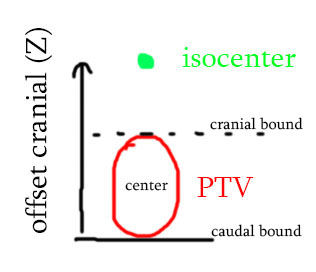 isocenter
offset cranial (Z)
cranial bound
center
PTV
caudal bound